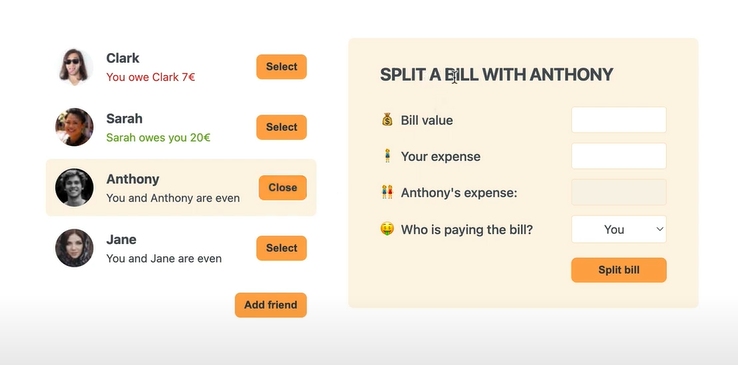 Clark
You owe Clark 7€
Select
Sarah
Sarah owes you 20€
Select
Anthony
You and Anthony are even
Close
Jane
You and Jane are even
Select
Add friend
SPLIT A BILL WITH ANTHONY
💰 Bill value
🧍‍♂️ Your expense
👫 Anthony's expense:
🤑 Who is paying the bill?
You
Split bill